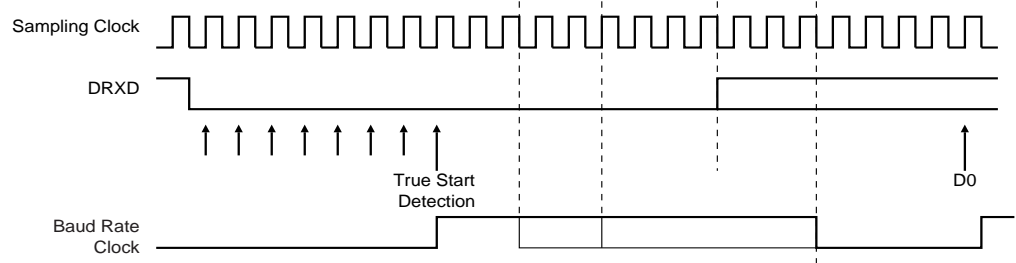 Sampling Clock
DRXD
True Start
Detection
D0
Baud Rate
Clock